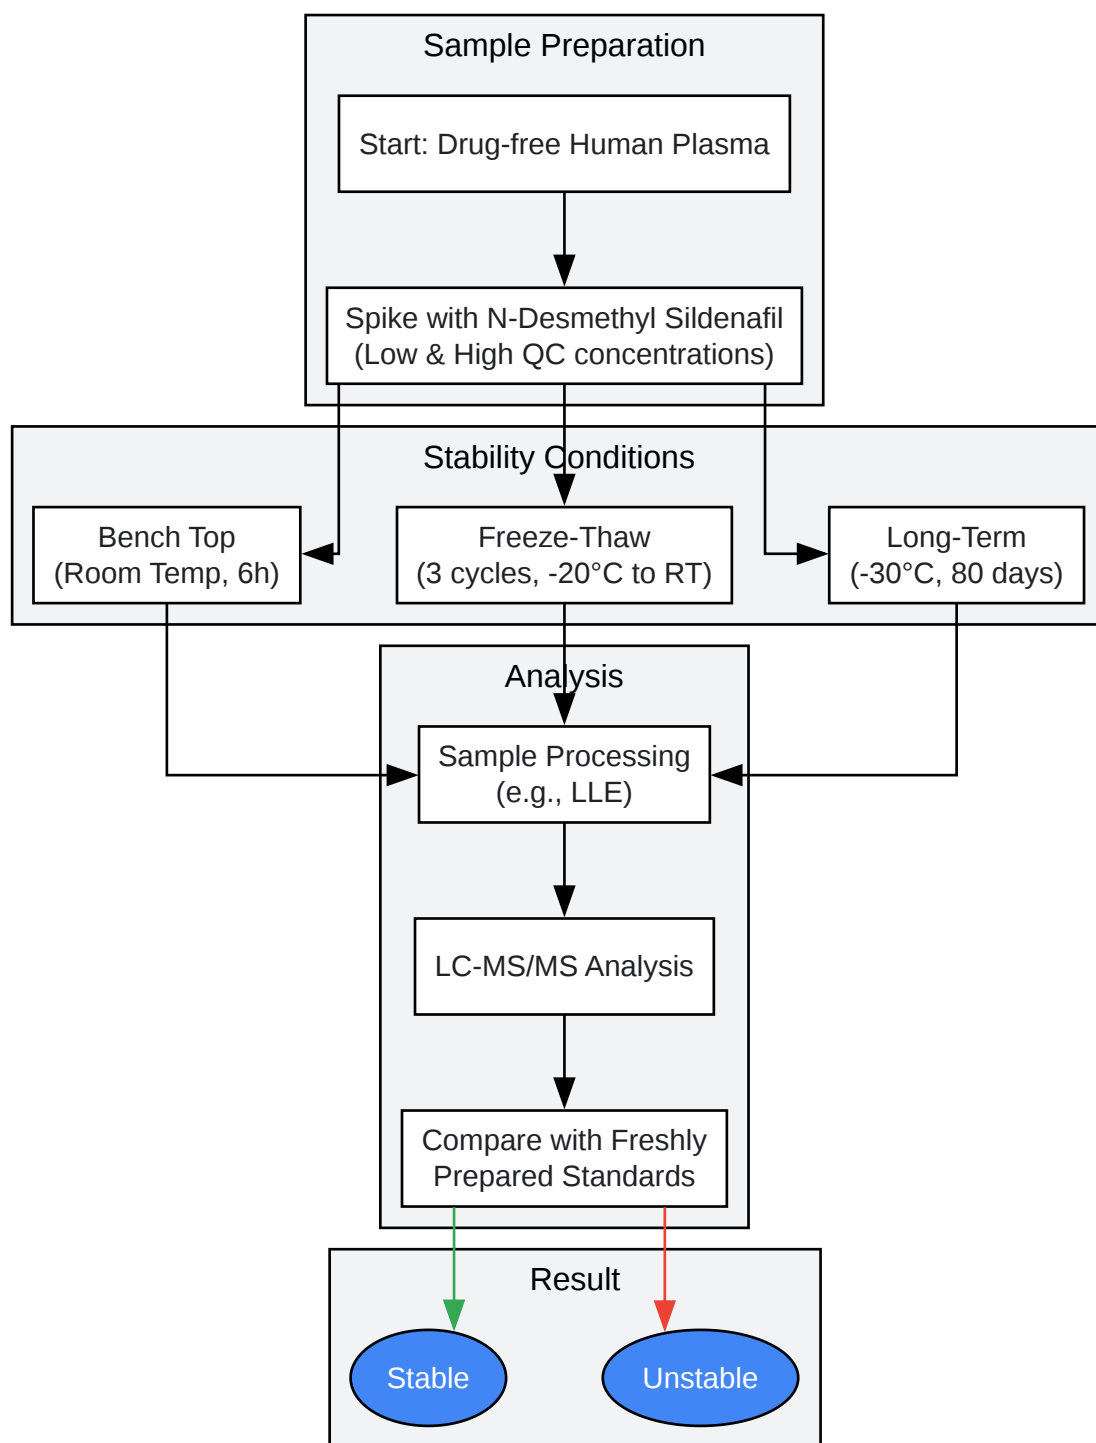 Sample Preparation
Start: Drug-free Human Plasma
Spike with N-Desmethyl Sildenafil
(Low & High QC concentrations)
Stability Conditions
Bench Top
(Room Temp, 6h)
Freeze-Thaw
(3 cycles, -20°C to RT)
Long-Term
(-30°C, 80 days)
Analysis
Sample Processing
(e.g., LLE)
LC-MS/MS Analysis
Compare with Freshly
Prepared Standards
Result
Stable
Unstable